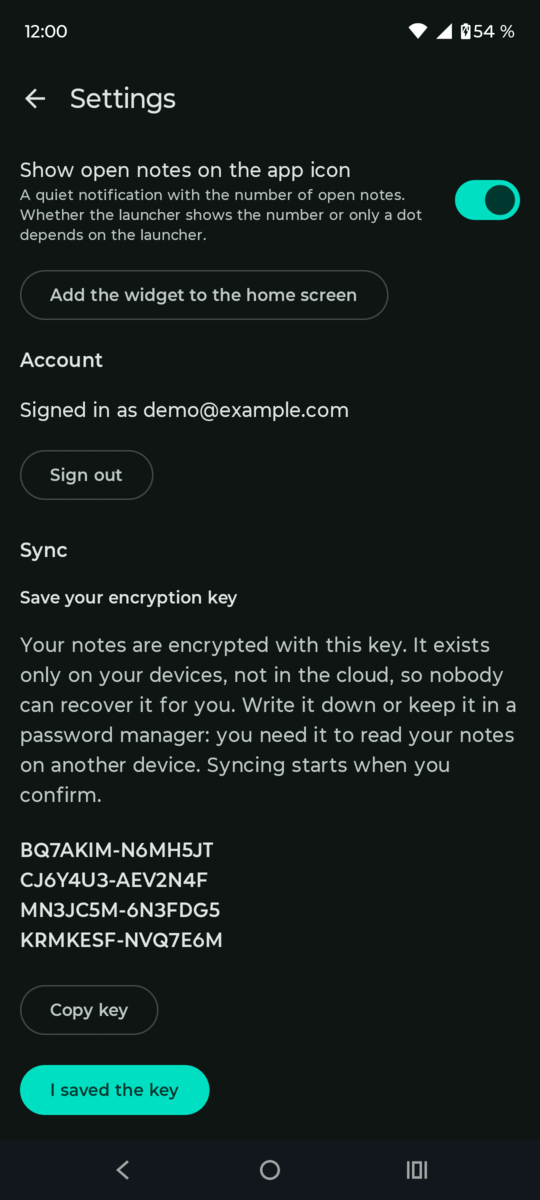 12:00
54 %
Settings
Show open notes on the app icon
A quiet notification with the number of open notes.
Whether the launcher shows the number or only a dot
depends on the launcher.
Add the widget to the home screen
Account
Signed in as demo@example.com
Sign out
Sync
Save your encryption key
Your notes are encrypted with this key. It exists
only on your devices, not in the cloud, so nobody
can recover it for you. Write it down or keep it in a
password manager: you need it to read your notes
on another device. Syncing starts when you
confirm.
BQ7AKIM-N6MH5JT
CJ6Y4U3-AEV2N4F
MN3JC5M-6N3FDG5
KRMKESF-NVQ7E6M
Copy key
I saved the key